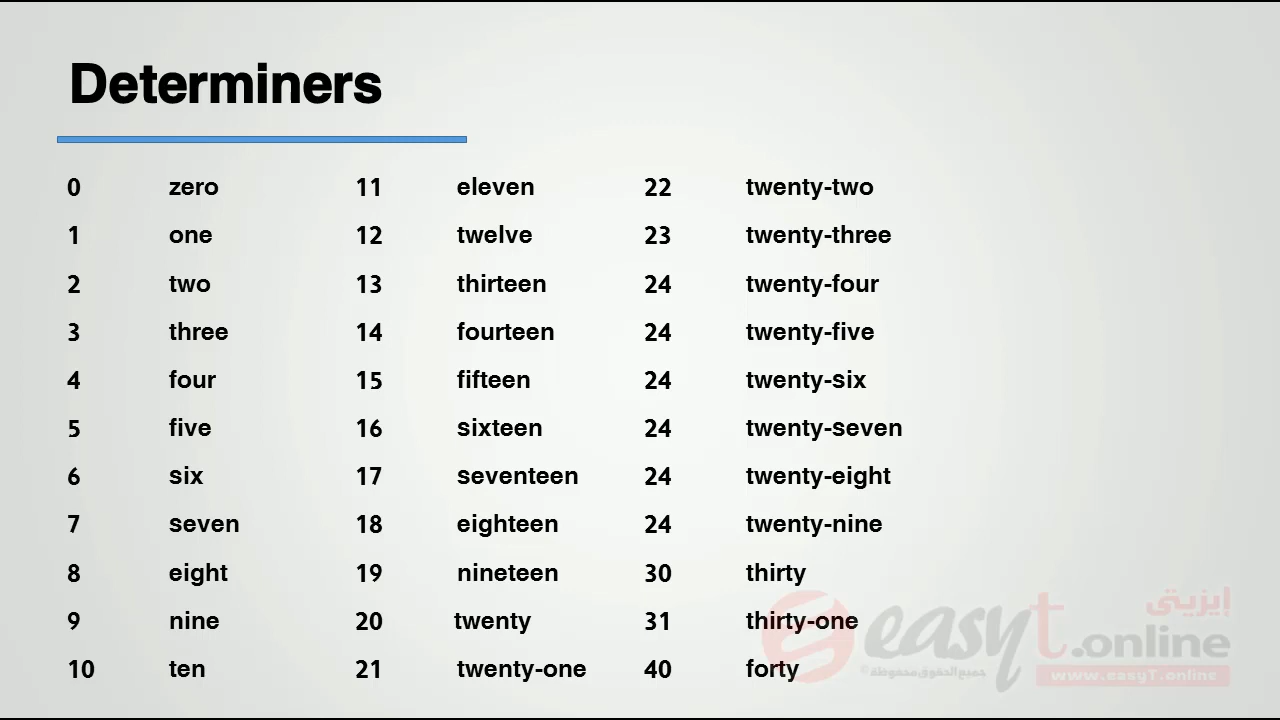 Determiners
0 zero 11 eleven 22 twenty-two
1 one 12 twelve 23 twenty-three
2 two 13 thirteen 24 twenty-four
3 three 14 fourteen 24 twenty-five
4 four 15 fifteen 24 twenty-six
5 five 16 sixteen 24 twenty-seven
6 six 17 seventeen 24 twenty-eight
7 seven 18 eighteen 24 twenty-nine
8 eight 19 nineteen 30 thirty
9 nine 20 twenty 31 thirty-one
10 ten 21 twenty-one 40 forty
إيزيتي
easyT.online
جميع الحقوق محفوظة©
www.easyT.online